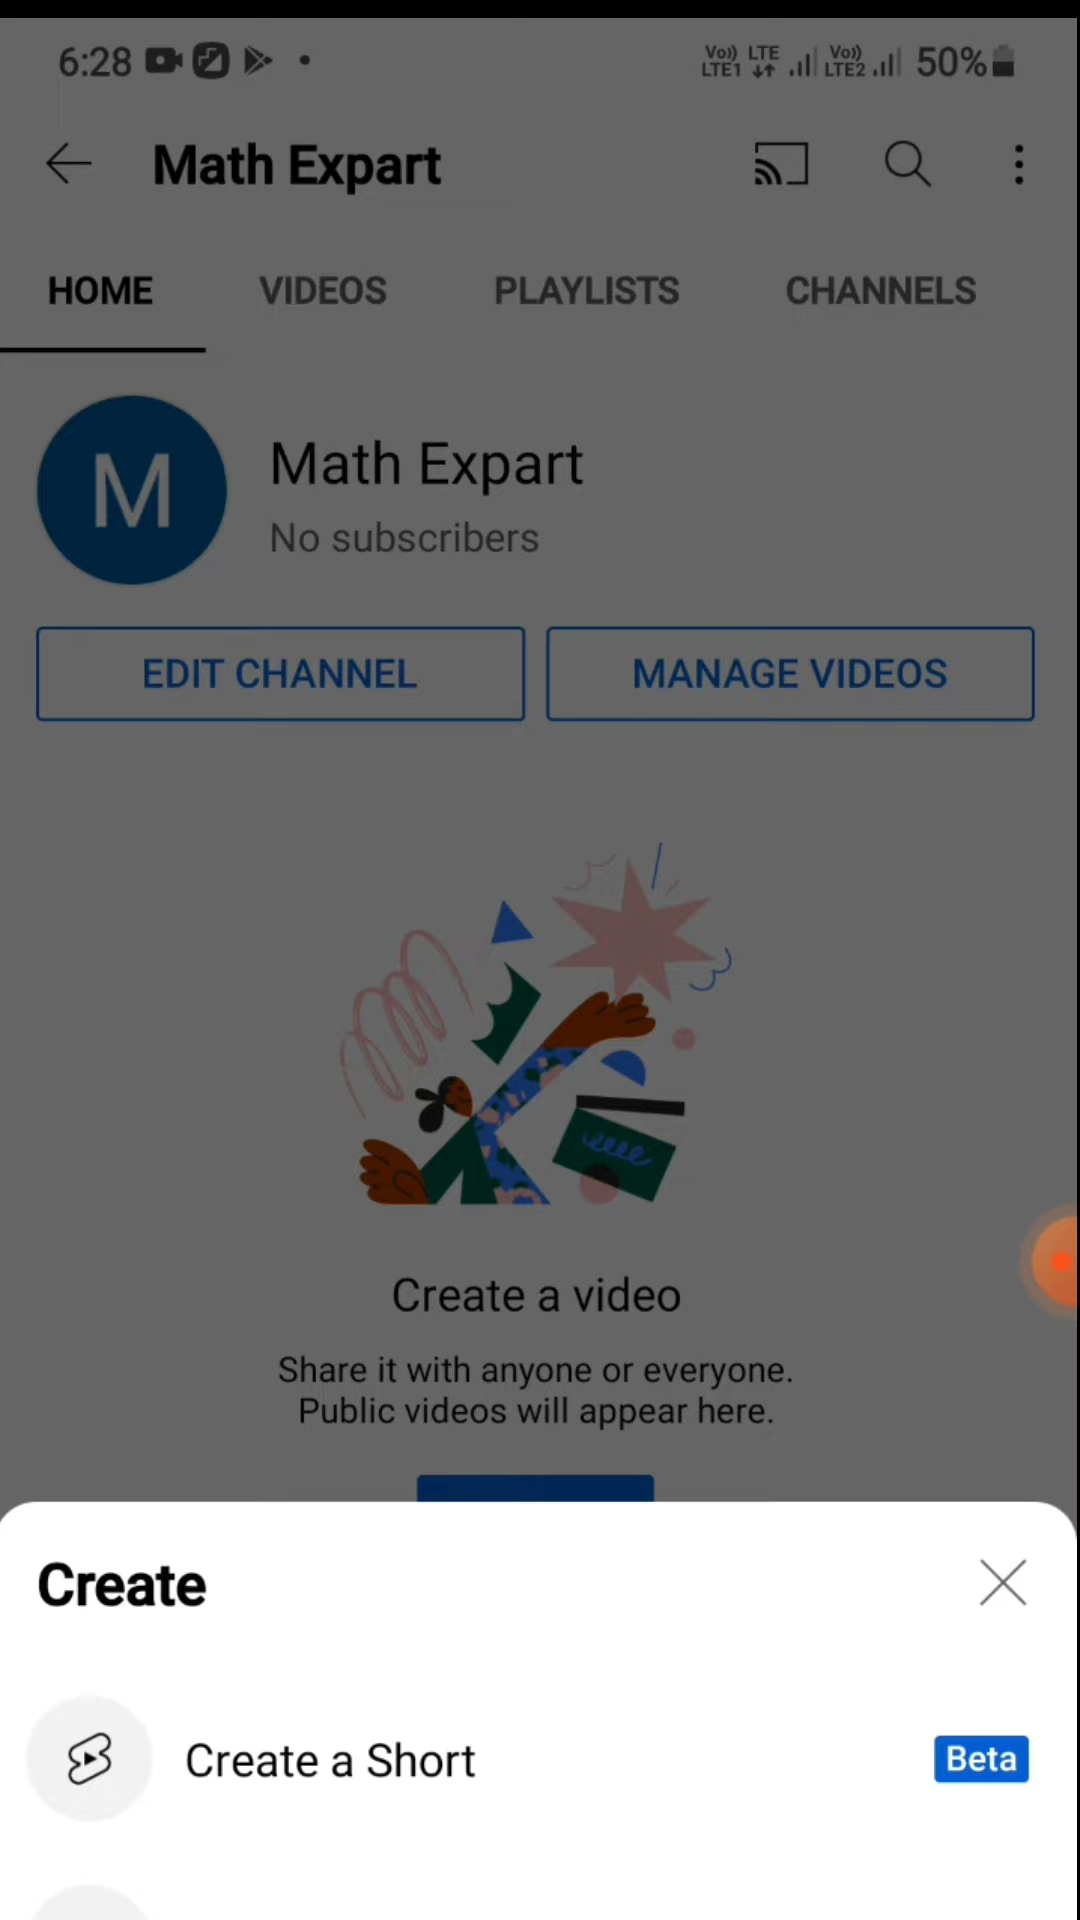 6:28
Vo)) LTE Vo)) 50%
LTE1 LTE2
Math Expart
HOME VIDEOS PLAYLISTS CHANNELS
M
Math Expart
No subscribers
EDIT CHANNEL MANAGE VIDEOS
Create a video
Share it with anyone or everyone.
Public videos will appear here.
Create
Create a Short Beta